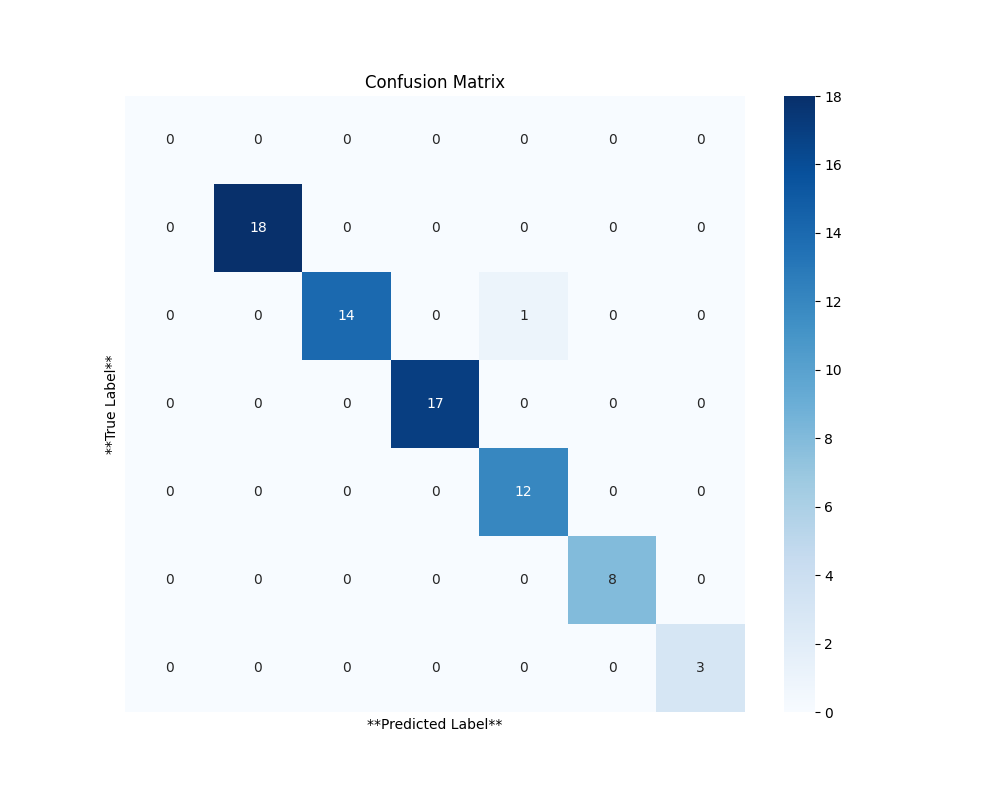 Confusion Matrix
0 0 0 0 0 0 0
0 18 0 0 0 0 0
0 0 14 0 1 0 0
0 0 0 17 0 0 0
0 0 0 0 12 0 0
0 0 0 0 0 8 0
0 0 0 0 0 0 3
**True Label**
**Predicted Label**
18
16
14
12
10
8
6
4
2
0